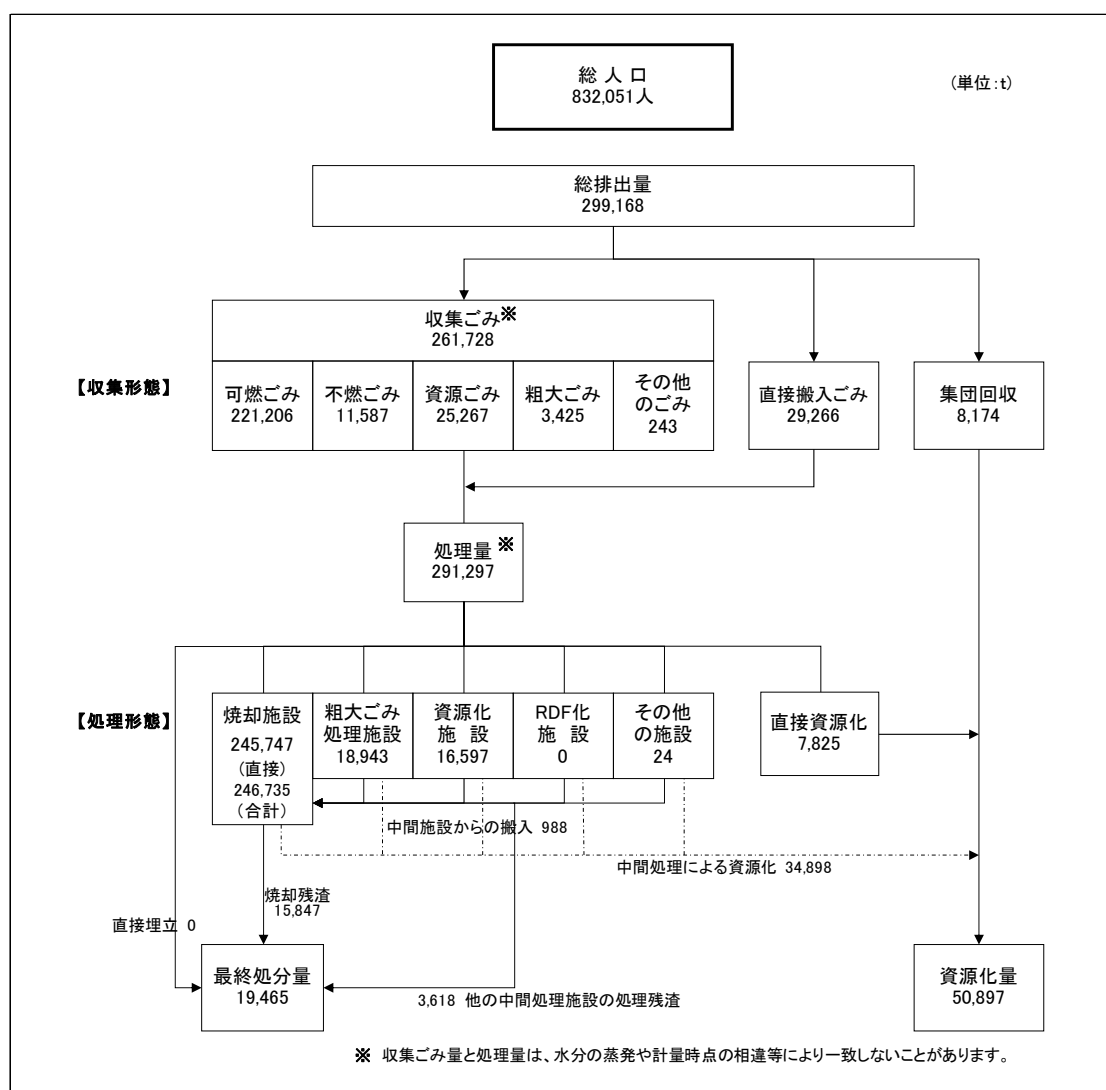 総 人 口
832,051人
(単位:t)
総排出量
299,168
収集ごみ※
261,728
【収集形態】
可燃ごみ
221,206
不燃ごみ
11,587
資源ごみ
25,267
粗大ごみ
3,425
その他
のごみ
243
直接搬入ごみ
29,266
集団回収
8,174
処理量※
291,297
【処理形態】
焼却施設
245,747
(直接)
246,735
(合計)
粗大ごみ
処理施設
18,943
資源化
施 設
16,597
RDF化
施 設
0
その他
の施設
24
直接資源化
7,825
中間施設からの搬入 988
中間処理による資源化 34,898
焼却残渣
15,847
直接埋立 0
最終処分量
19,465
3,618 他の中間処理施設の処理残渣
資源化量
50,897
※ 収集ごみ量と処理量は、水分の蒸発や計量時点の相違等により一致しないことがあります。